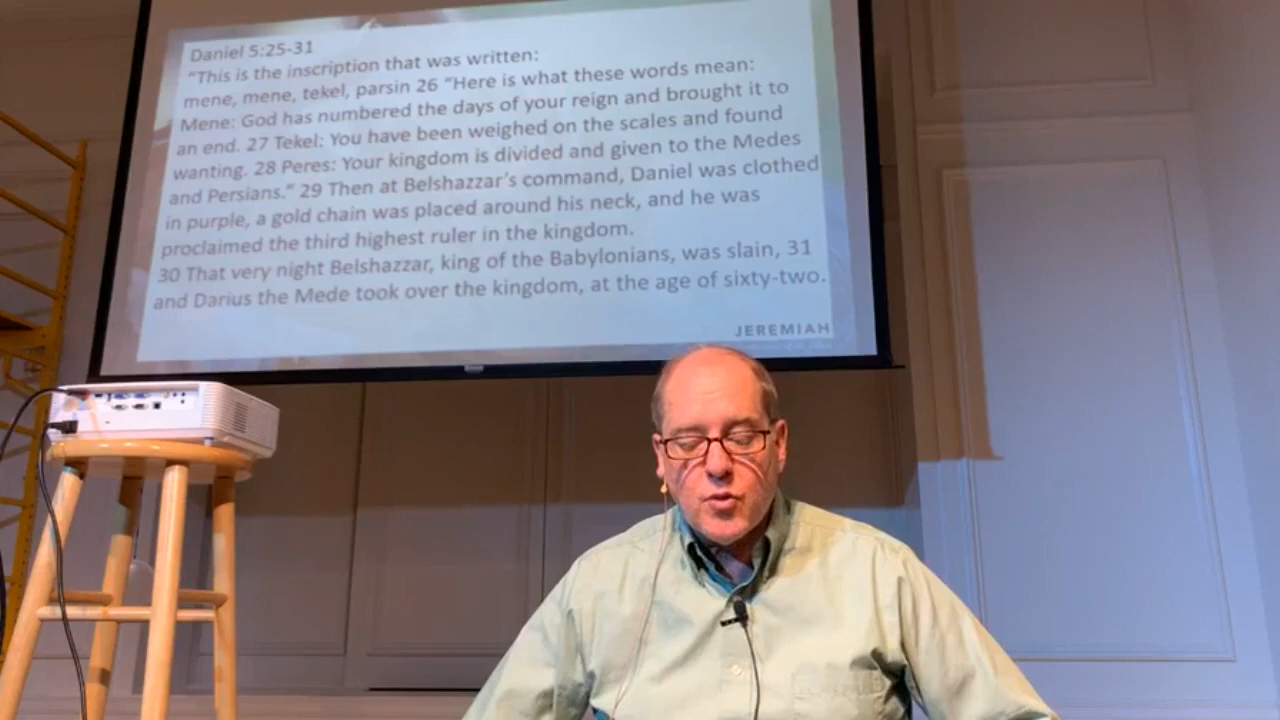 Daniel 5:25-31
“This is the inscription that was written:
mene, mene, tekel, parsin 26 “Here is what these words mean:
Mene: God has numbered the days of your reign and brought it to
an end. 27 Tekel: You have been weighed on the scales and found
wanting. 28 Peres: Your kingdom is divided and given to the Medes
and Persians.” 29 Then at Belshazzar’s command, Daniel was clothed
in purple, a gold chain was placed around his neck, and he was
proclaimed the third highest ruler in the kingdom.
30 That very night Belshazzar, king of the Babylonians, was slain, 31
and Darius the Mede took over the kingdom, at the age of sixty-two.
JEREMIAH